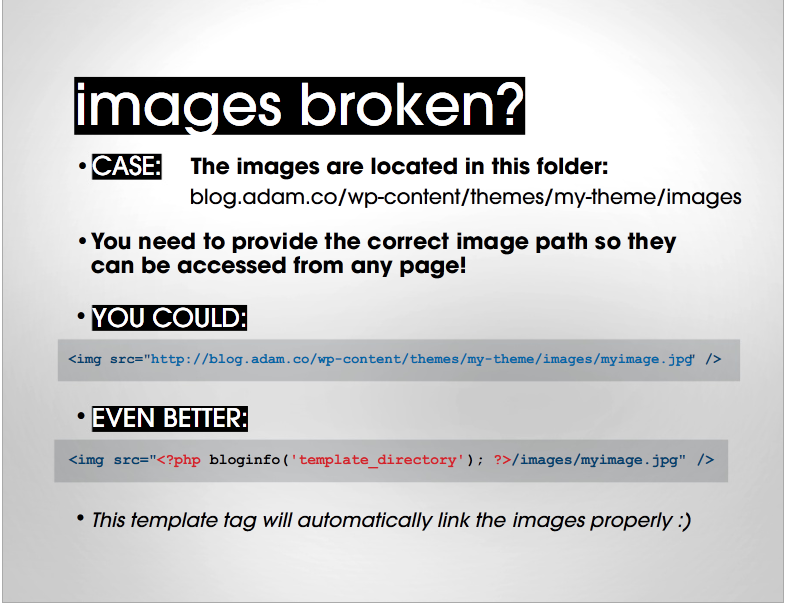 images broken?
• CASE: The images are located in this folder:
blog.adam.co/wp-content/themes/my-theme/images
• You need to provide the correct image path so they
can be accessed from any page!
• YOU COULD:
<img src="http://blog.adam.co/wp-content/themes/my-theme/images/myimage.jpg" />
• EVEN BETTER:
<img src="<?php bloginfo('template_directory'); ?>/images/myimage.jpg" />
• This template tag will automatically link the images properly :)